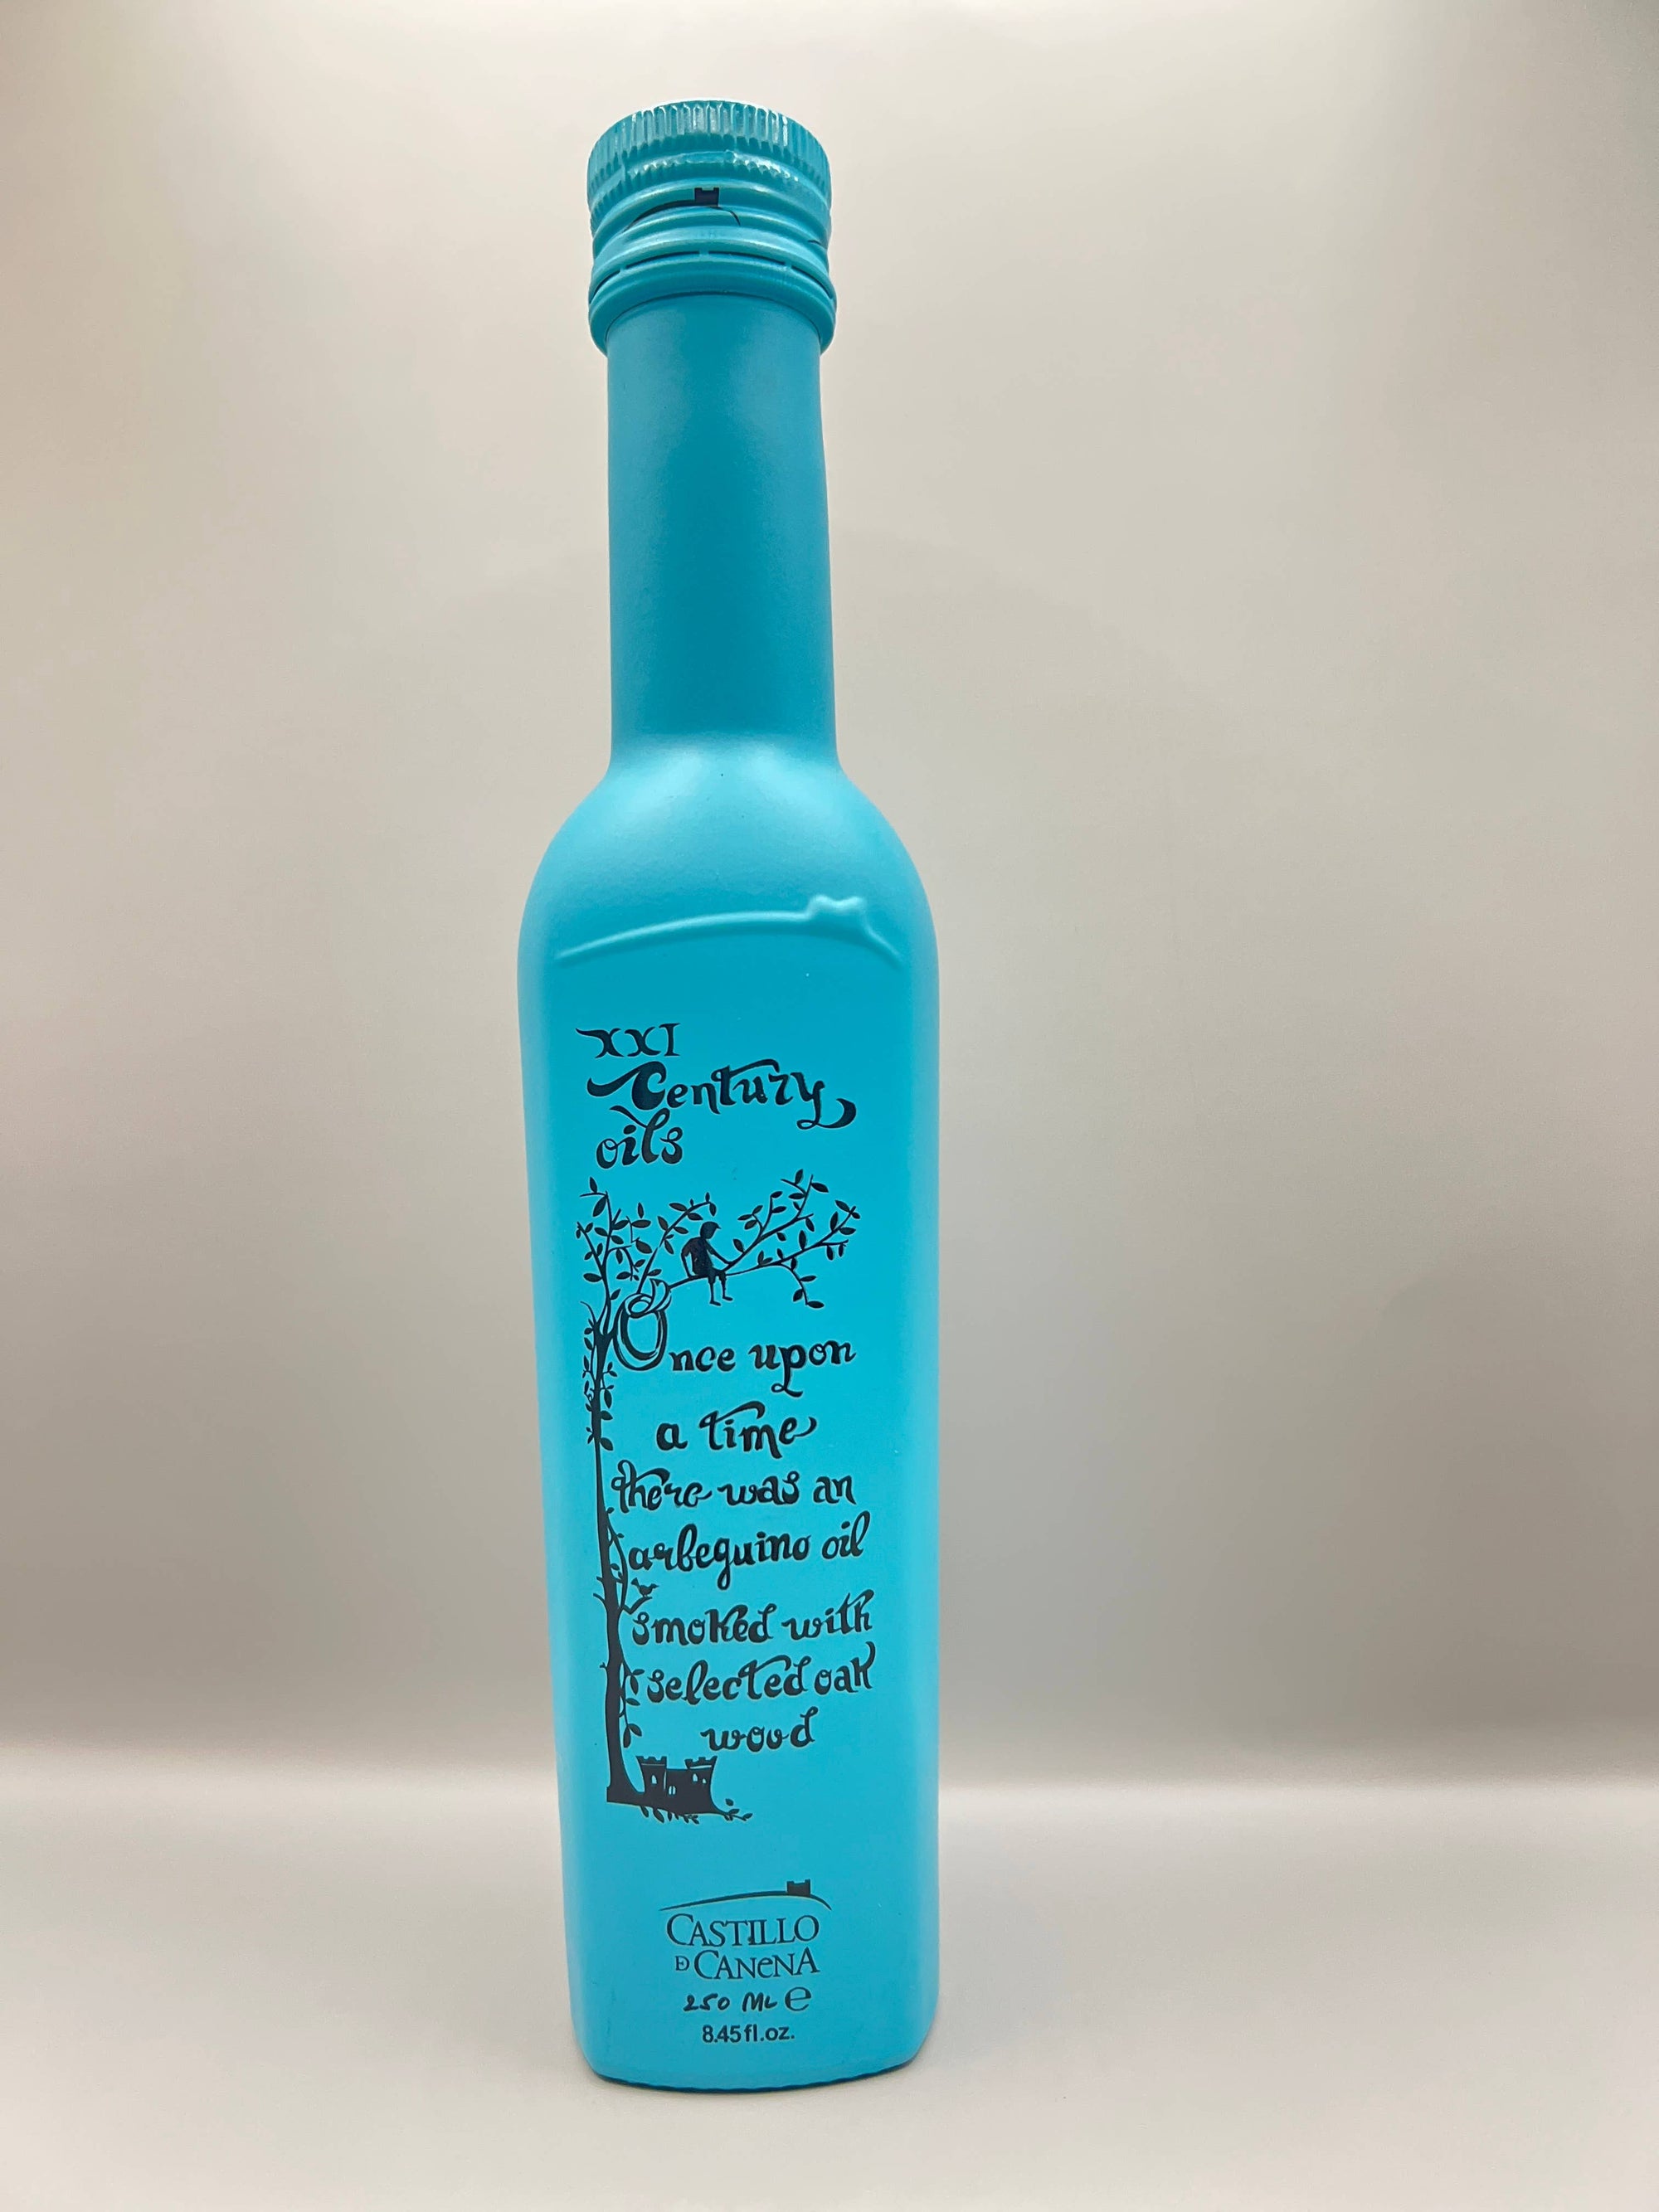 XXI
Century
oils
Once upon
a time
there was an
arbequino oil
smoked with
selected oak
wood
CASTILLO
DE CANENA
250 ML e
8.45 fl.oz.